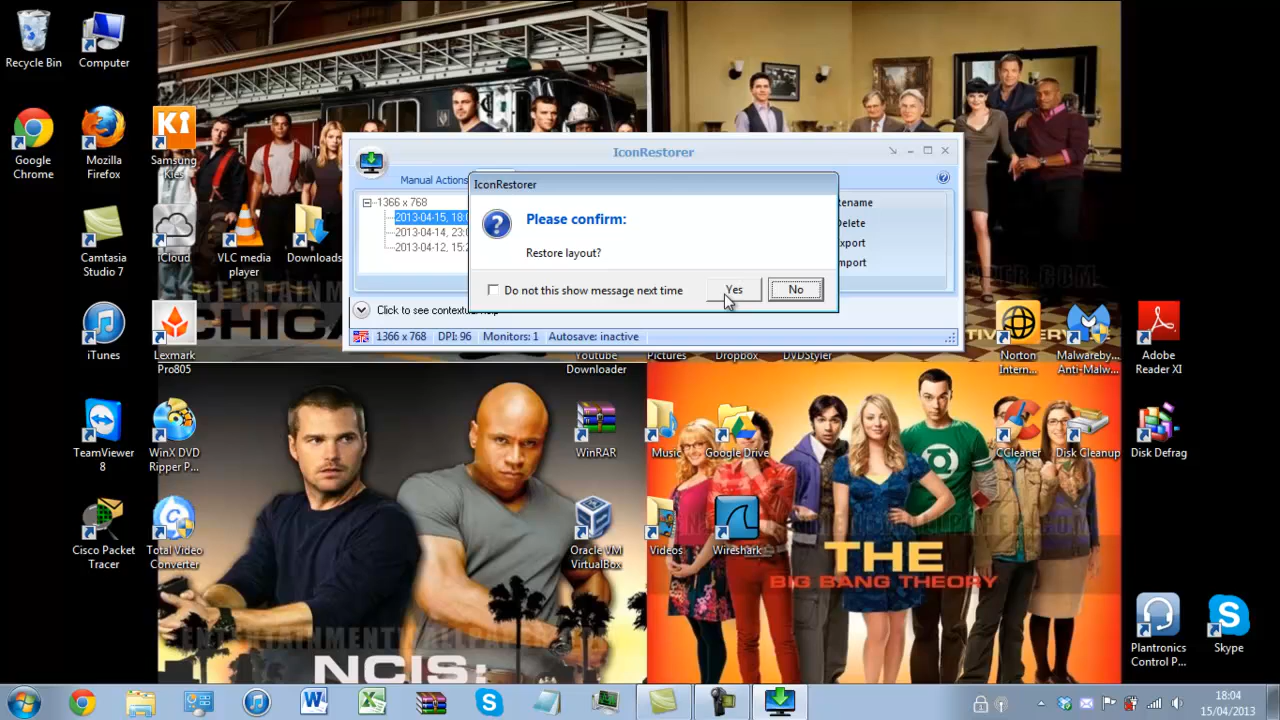 Recycle Bin
Computer
Google
Chrome
Mozilla
Firefox
Ki
Samsung
Kies
Camtasia
Studio 7
iCloud
VLC media
player
Downloads
iTunes
Lexmark
Pro805
TeamViewer
8
WinX DVD
Ripper P...
Cisco Packet
Tracer
Total Video
Converter
IconRestorer
Manual Actions
1366 x 768
2013-04-15, 18:0
2013-04-14, 23:0
2013-04-12, 15:2
Rename
Delete
Export
Import
IconRestorer
Please confirm:
Restore layout?
Do not this show message next time
Yes
No
Click to see contextual help
1366 x 768
DPI: 96
Monitors: 1
Autosave: inactive
Youtube
Downloader
Pictures
Dropbox
DVDStyler
Norton
Intern...
Malwareby...
Anti-Malw...
Adobe
Reader XI
WinRAR
Music
Google Drive
CCleaner
Disk Cleanup
Disk Defrag
Oracle VM
VirtualBox
Videos
Wireshark
Plantronics
Control P...
Skype
CHICA
NCIS:
THE
BIG BANG THEORY
18:04
15/04/2013